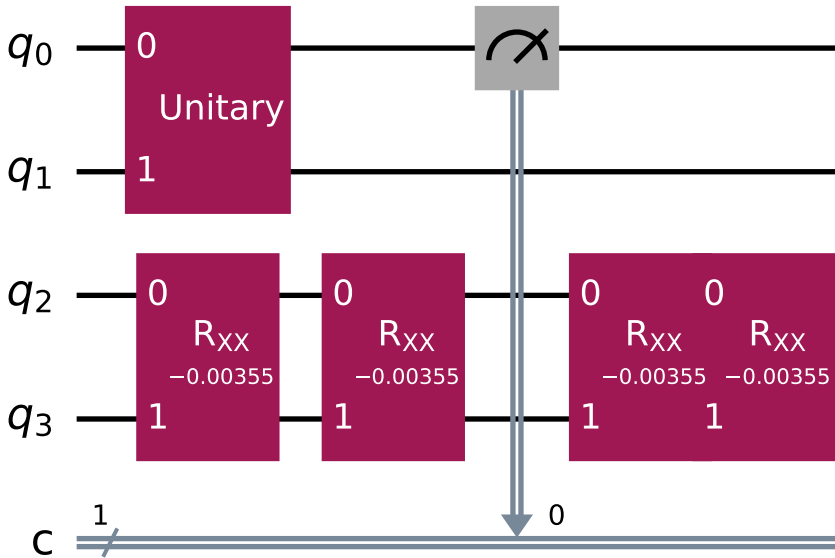 q0 0 Unitary
q1 1
q2 0 0 0 0
RXX RXX RXX RXX
−0.00355 −0.00355 −0.00355 −0.00355
q3 1 1 1 1
1 0
c